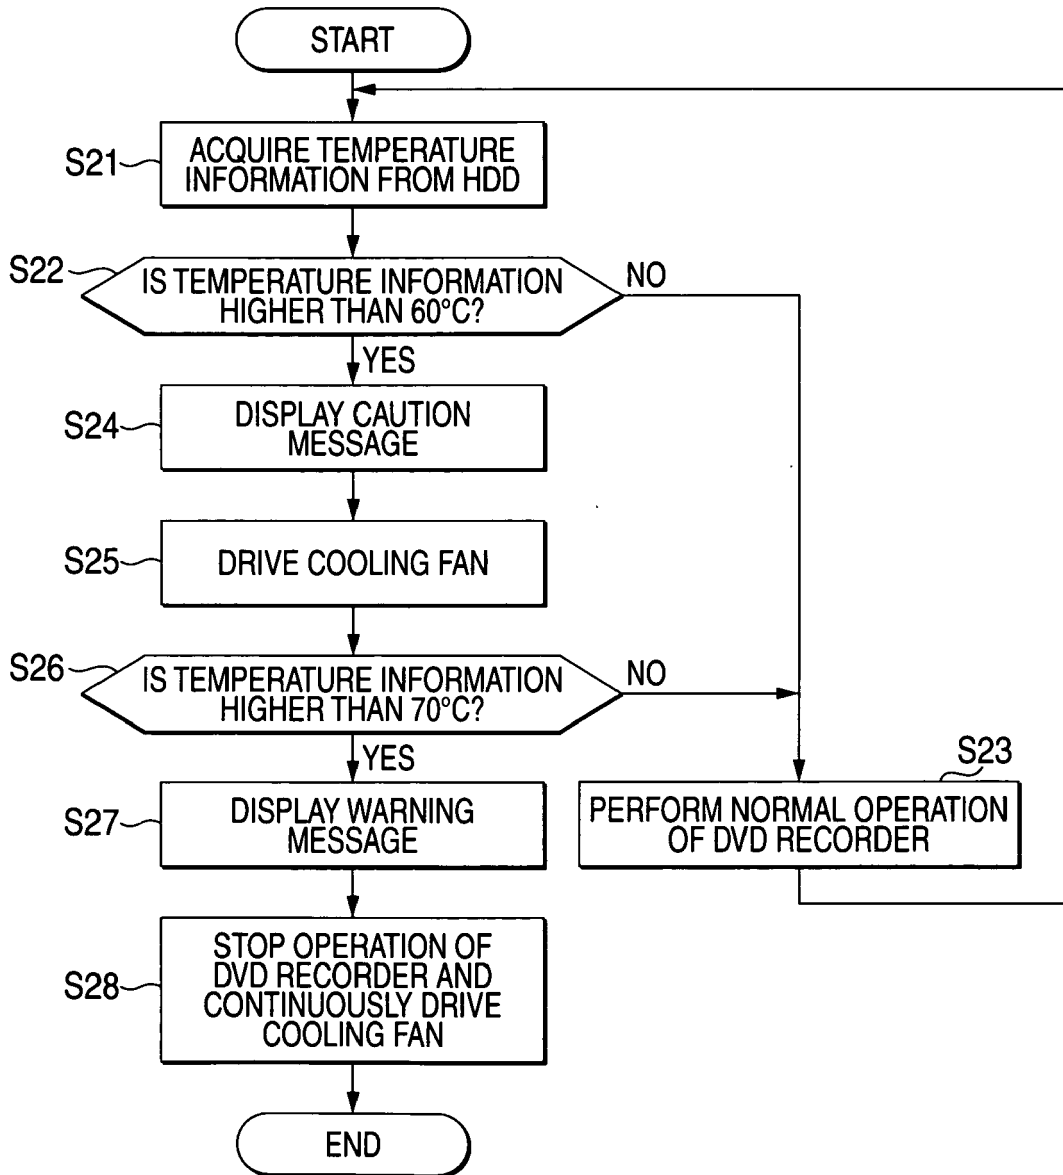 START
S21
ACQUIRE TEMPERATURE
INFORMATION FROM HDD
S22
IS TEMPERATURE INFORMATION
HIGHER THAN 60°C?
NO
YES
S24
DISPLAY CAUTION
MESSAGE
S25
DRIVE COOLING FAN
S26
IS TEMPERATURE INFORMATION
HIGHER THAN 70°C?
NO
YES
S23
PERFORM NORMAL OPERATION
OF DVD RECORDER
S27
DISPLAY WARNING
MESSAGE
S28
STOP OPERATION OF
DVD RECORDER AND
CONTINUOUSLY DRIVE
COOLING FAN
END